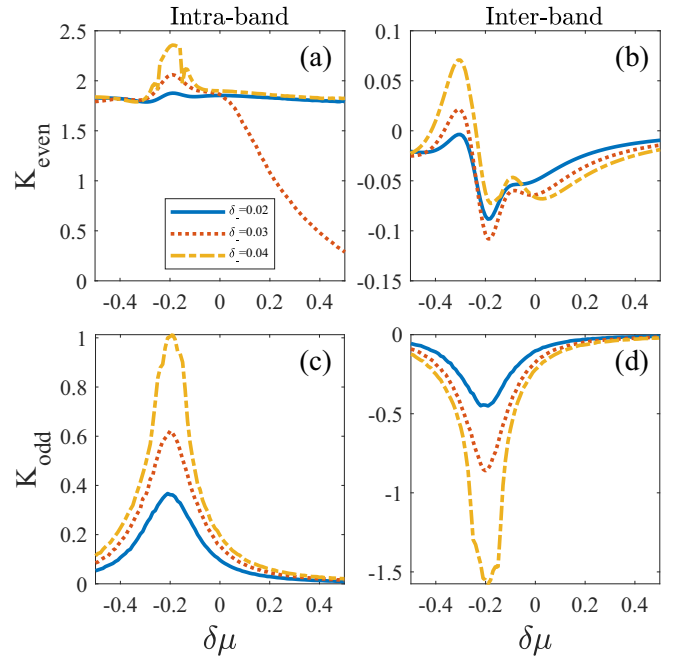 Intra-band
Inter-band
2.5
2
1.5
1
0.5
0
-0.4 -0.2 0 0.2 0.4
K_even
(a)
δ_-=0.02
δ_-=0.03
δ_-=0.04
0.1
0.05
0
-0.05
-0.1
-0.15
-0.4 -0.2 0 0.2 0.4
(b)
1
0.8
0.6
0.4
0.2
0
-0.4 -0.2 0 0.2 0.4
K_odd
(c)
δμ
0
-0.5
-1
-1.5
-0.4 -0.2 0 0.2 0.4
(d)
δμ